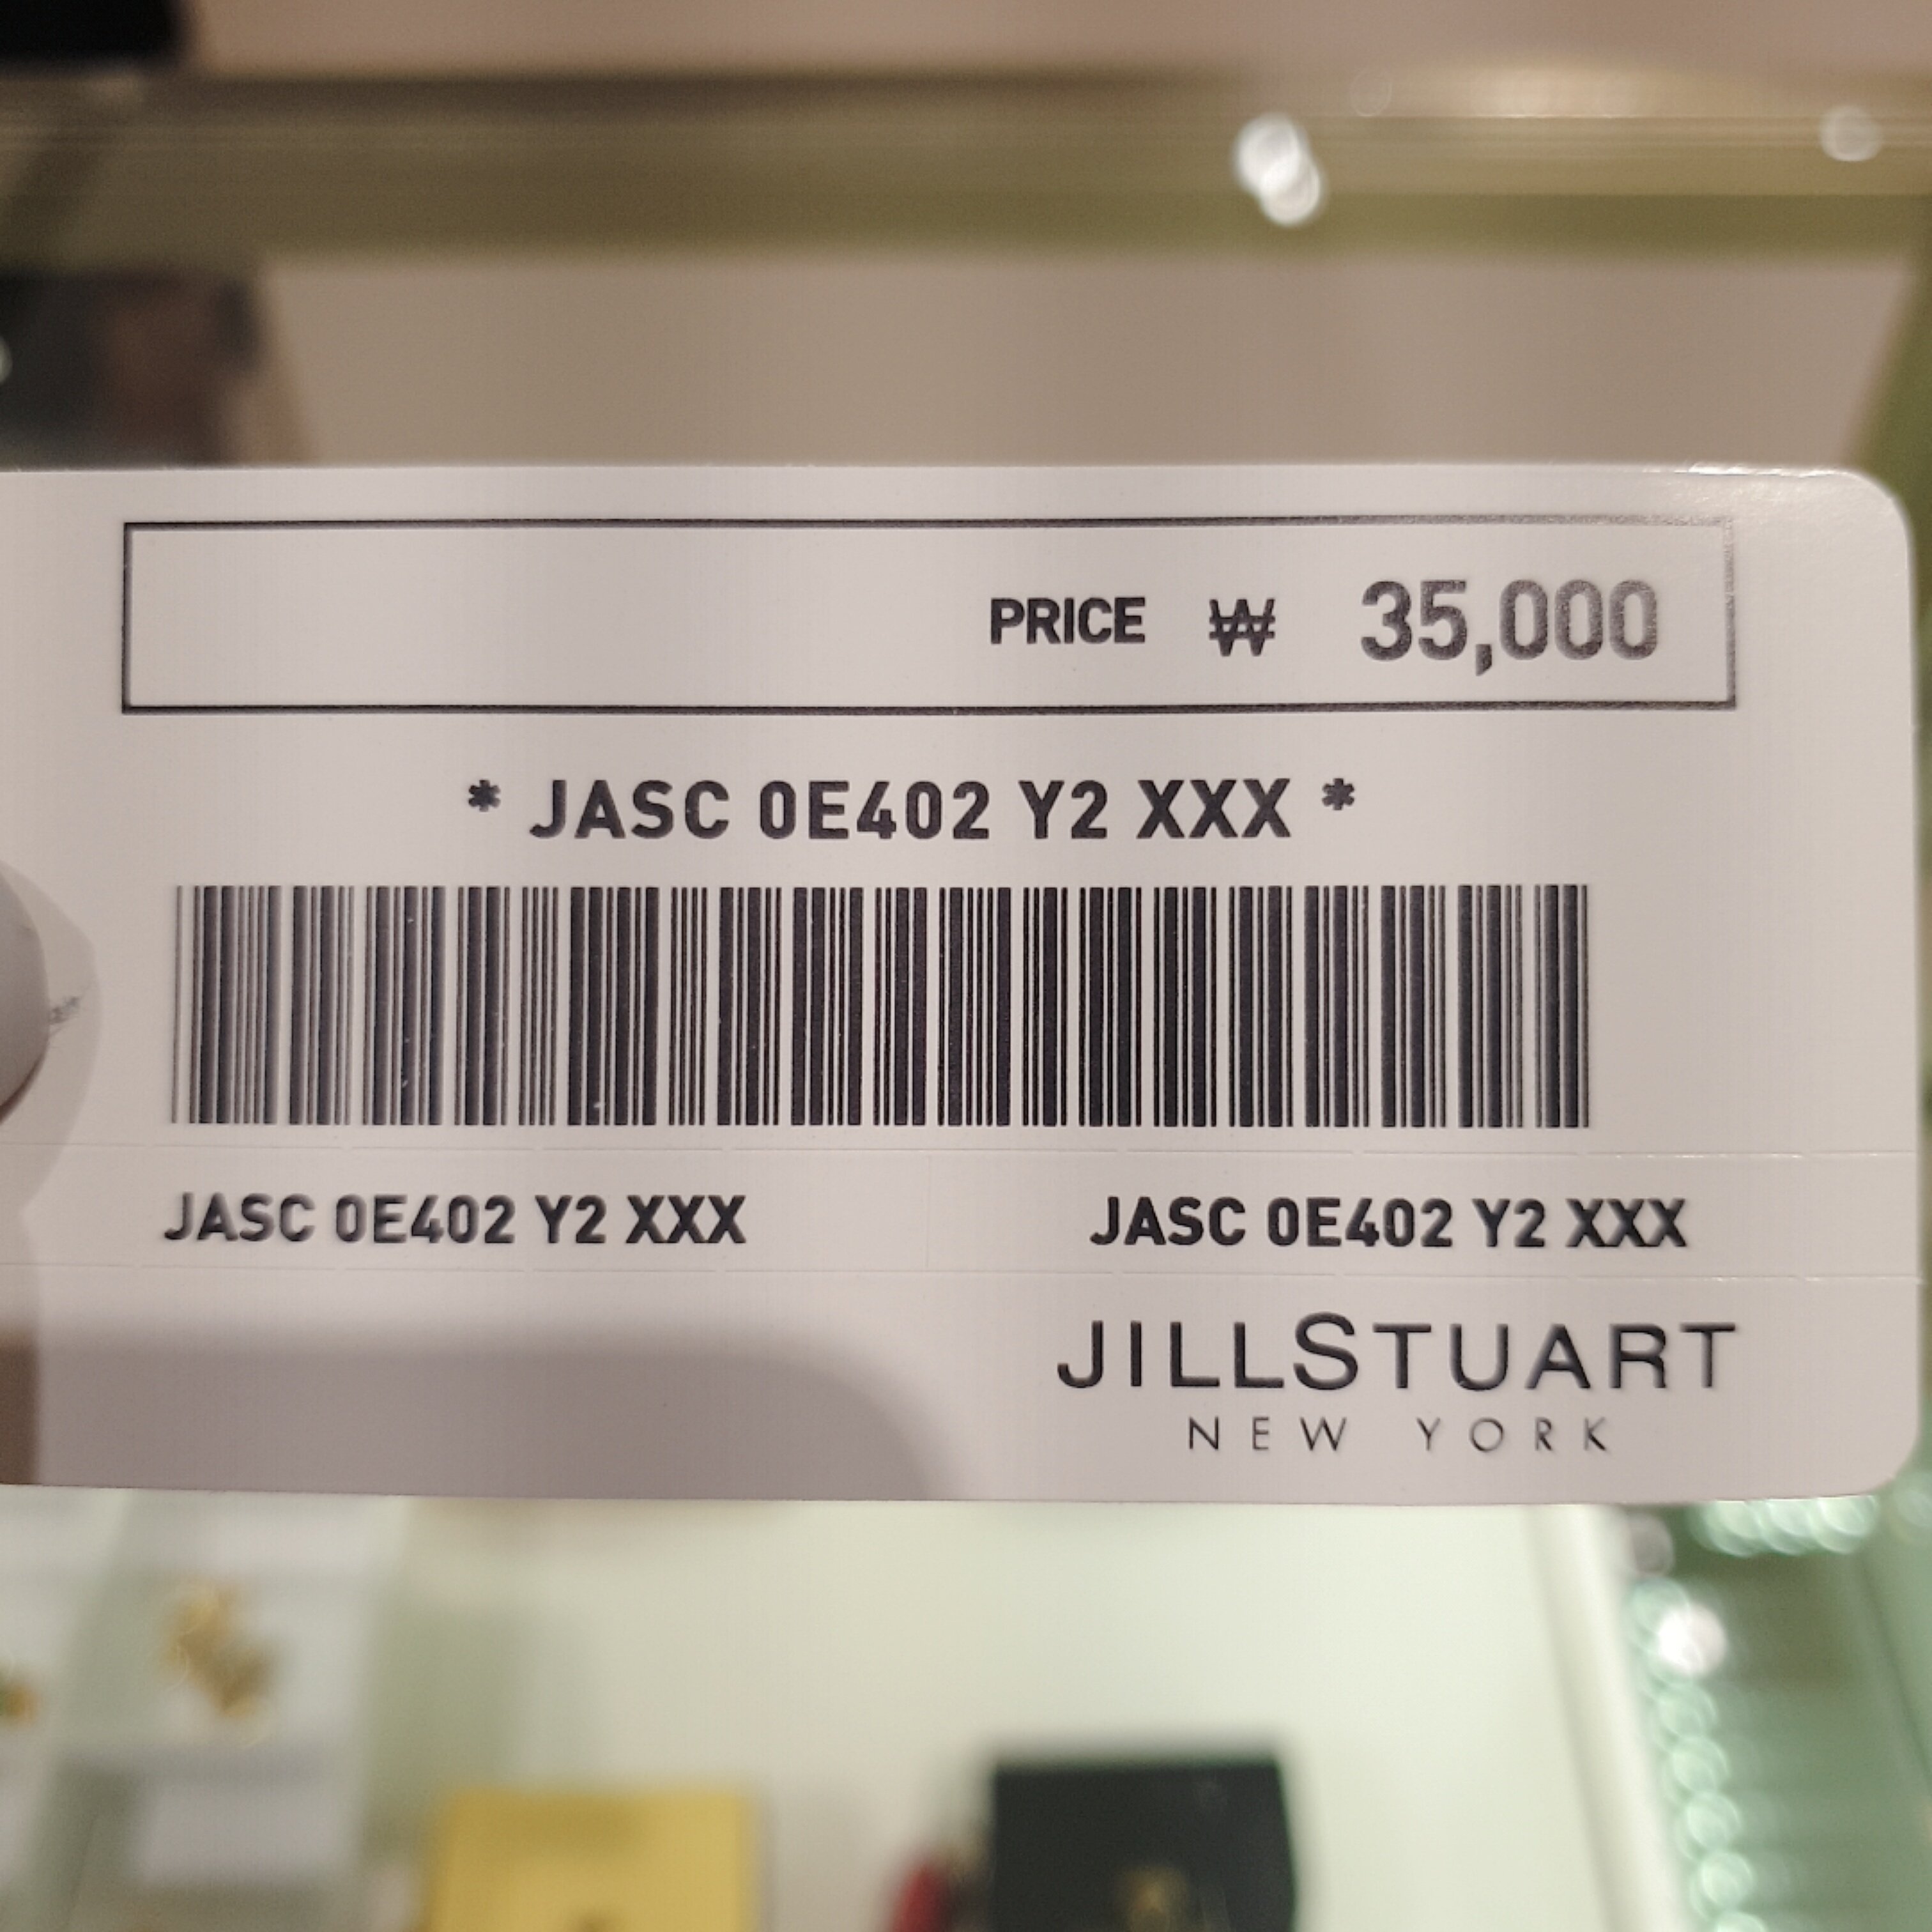 PRICE ₩ 35,000
* JASC 0E402 Y2 XXX *
JASC 0E402 Y2 XXX JASC 0E402 Y2 XXX
JILLSTUART
NEW YORK